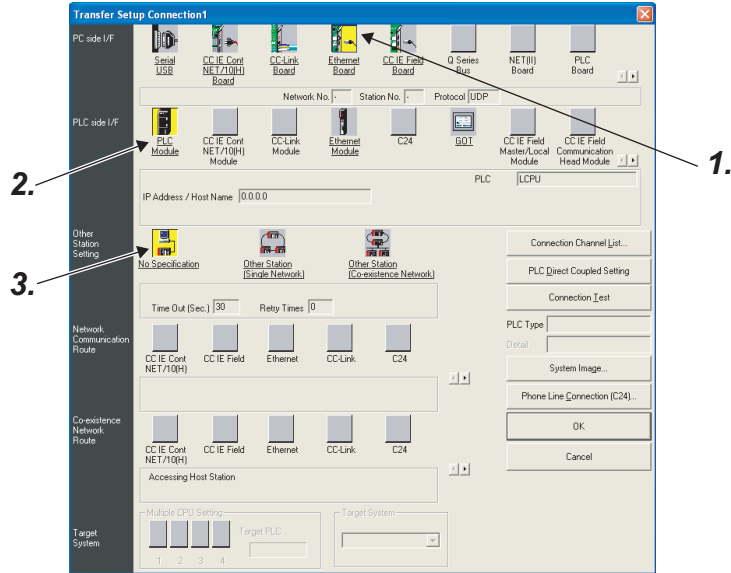 Transfer Setup Connection1
PC side I/F
Serial
USB
CC IE Cont
NET/10(H)
Board
CC-Link
Board
Ethernet
Board
CC IE Field
Board
Q Series
Bus
NET(II)
Board
PLC
Board
Network No. - Station No. - Protocol UDP
1.
PLC side I/F
PLC
Module
CC IE Cont
NET/10(H)
Module
CC-Link
Module
Ethernet
Module
C24
GOT
CC IE Field
Master/Local
Module
CC IE Field
Communication
Head Module
2.
PLC LCPU
IP Address / Host Name 0.0.0.0
Other
Station
Setting
No Specification
Other Station
(Single Network)
Other Station
(Co-existence Network)
3.
Time Out (Sec.) 30 Retry Times 0
Connection Channel List...
PLC Direct Coupled Setting
Connection Test
PLC Type
Detail
System Image...
Phone Line Connection (C24)...
OK
Cancel
Network
Communication
Route
CC IE Cont
NET/10(H)
CC IE Field
Ethernet
CC-Link
C24
Co-existence
Network
Route
CC IE Cont
NET/10(H)
CC IE Field
Ethernet
CC-Link
C24
Accessing Host Station
Target
System
Multiple CPU Setting
1 2 3 4
Target PLC
Target System